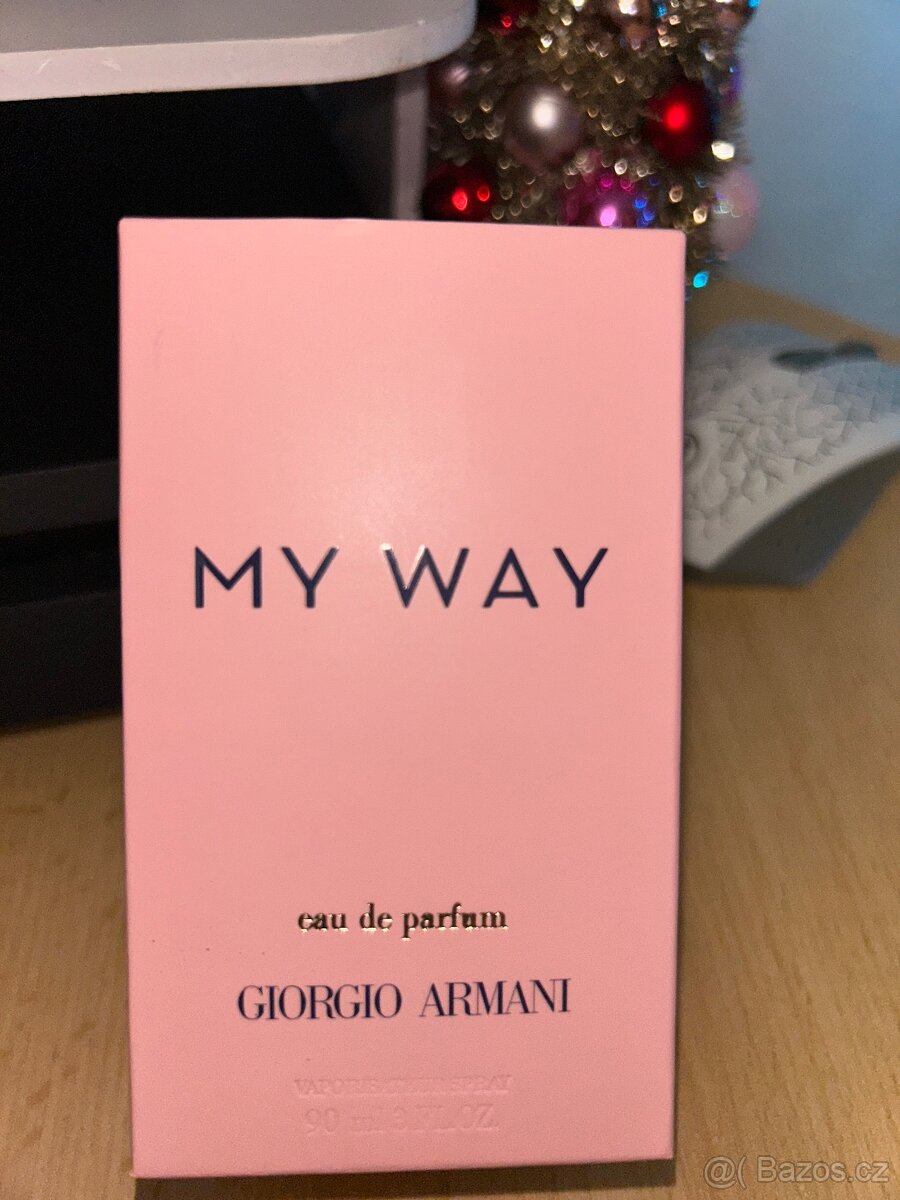 MY WAY
eau de parfum
GIORGIO ARMANI
VAPORISATEUR SPRAY
90 ml 3 FL.OZ.
@( Bazos.cz